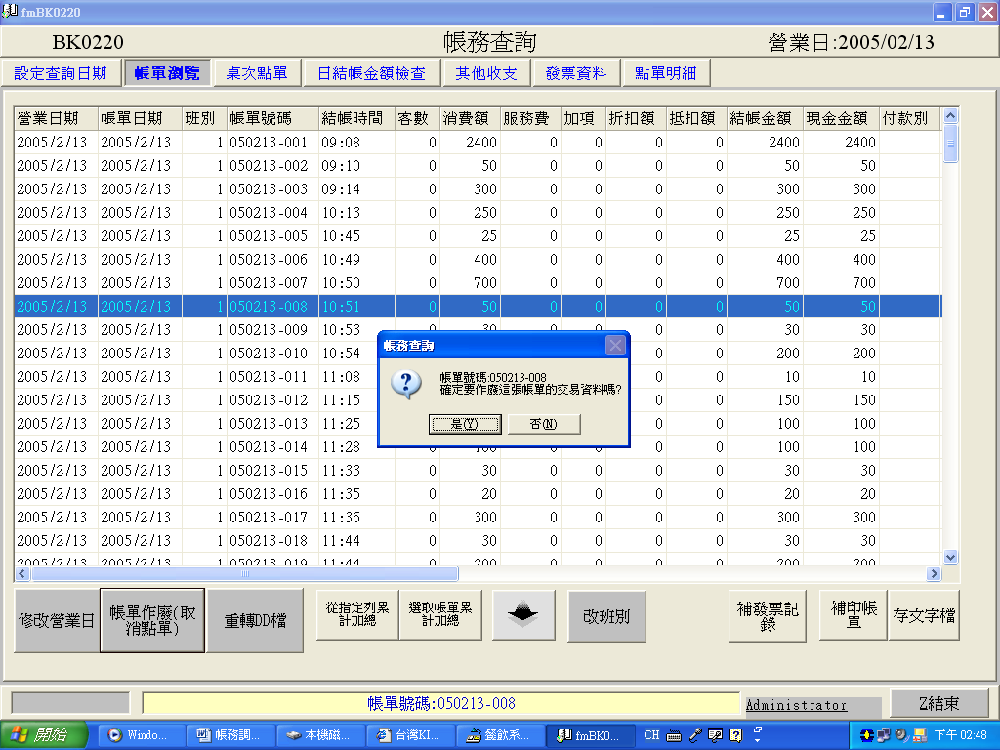 fmBK0220
BK0220 帳務查詢 營業日:2005/02/13
設定查詢日期 帳單瀏覽 桌次點單 日結帳金額檢查 其他收支 發票資料 點單明細
營業日期 帳單日期 班別 帳單號碼 結帳時間 客數 消費額 服務費 加項 折扣額 抵扣額 結帳金額 現金金額 付款別
2005/2/13 2005/2/13 1 050213-001 09:08 0 2400 0 0 0 0 2400 2400
2005/2/13 2005/2/13 1 050213-002 09:10 0 50 0 0 0 0 50 50
2005/2/13 2005/2/13 1 050213-003 09:14 0 300 0 0 0 0 300 300
2005/2/13 2005/2/13 1 050213-004 10:13 0 250 0 0 0 0 250 250
2005/2/13 2005/2/13 1 050213-005 10:45 0 25 0 0 0 0 25 25
2005/2/13 2005/2/13 1 050213-006 10:49 0 400 0 0 0 0 400 400
2005/2/13 2005/2/13 1 050213-007 10:50 0 700 0 0 0 0 700 700
2005/2/13 2005/2/13 1 050213-008 10:51 0 50 0 0 0 0 50 50
2005/2/13 2005/2/13 1 050213-009 10:53 0 30 0 0 0 0 30 30
2005/2/13 2005/2/13 1 050213-010 10:54 0 0 200 200
2005/2/13 2005/2/13 1 050213-011 11:08 0 0 10 10
2005/2/13 2005/2/13 1 050213-012 11:15 0 0 150 150
2005/2/13 2005/2/13 1 050213-013 11:25 0 0 100 100
2005/2/13 2005/2/13 1 050213-014 11:28 0 0 100 100
2005/2/13 2005/2/13 1 050213-015 11:33 0 30 0 0 0 0 30 30
2005/2/13 2005/2/13 1 050213-016 11:35 0 20 0 0 0 0 20 20
2005/2/13 2005/2/13 1 050213-017 11:36 0 300 0 0 0 0 300 300
2005/2/13 2005/2/13 1 050213-018 11:44 0 30 0 0 0 0 30 30
2005/2/13 2005/2/13 1 050213-019 11:44 0 200 0 0 0 0 200 200
帳務查詢
帳單號碼:050213-008
確定要作廢這張帳單的交易資料嗎?
是(Y) 否(N)
修改營業日
帳單作廢(取
消點單)
重轉DD檔
從指定列累
計加總
選取帳單累
計加總
改班別
補發票記
錄
補印帳
單
存文字檔
帳單號碼:050213-008
Administrator
Z結束
開始 Windo... 帳務調... 本機磁... 台灣KI... 餐飲系... fmBK0... CH 下午 02:48